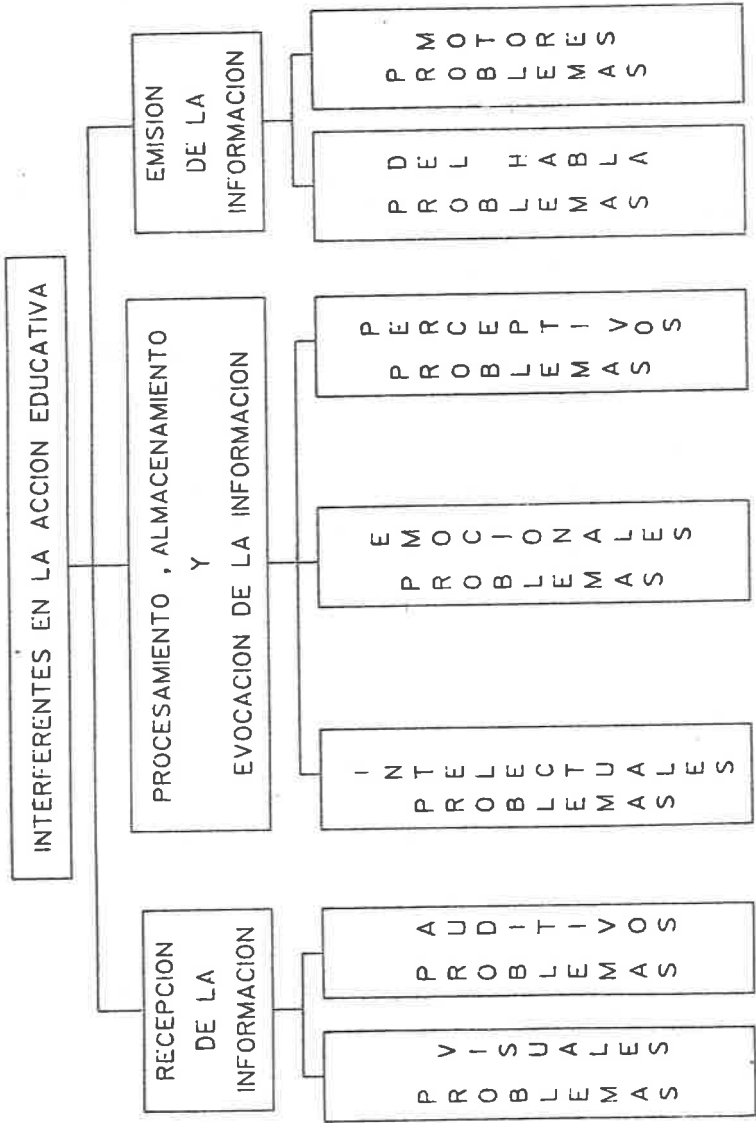 INTERFERENTES EN LA ACCION EDUCATIVA
RECEPCION
DE LA
INFORMACION
PROCESAMIENTO , ALMACENAMIENTO
Y
EVOCACION DE LA INFORMACION
EMISION
DE LA
INFORMACION
PROBLEMAS
VISUALES
PROBLEMAS
AUDITIVOS
PROBLEMAS
INTELECTUALES
PROBLEMAS
EMOCIONALES
PROBLEMAS
PERCEPTIVOS
PROBLEMAS
DEL HABLA
PROBLEMAS
MOTORES